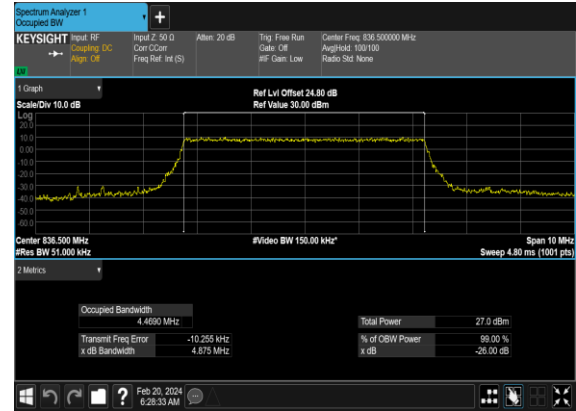 Spectrum Analyzer 1
Occupied BW
KEYSIGHT Input: RF Input Z: 50 Ω Atten: 20 dB Trig: Free Run Center Freq: 836.500000 MHz
Coupling: DC Corr CCorr Gate: Off Avg|Hold: 100/100
Align: Off Freq Ref: Int (S) #IF Gain: Low Radio Std: None
1 Graph
Ref Lvl Offset 24.80 dB
Scale/Div 10.0 dB Ref Value 30.00 dBm
Log
20.0
10.0
0.00
-10.0
-20.0
-30.0
-40.0
-50.0
-60.0
Center 836.500 MHz #Video BW 150.00 kHz* Span 10 MHz
#Res BW 51.000 kHz Sweep 4.80 ms (1001 pts)
2 Metrics
Occupied Bandwidth
4.4690 MHz Total Power 27.0 dBm
Transmit Freq Error -10.255 kHz % of OBW Power 99.00 %
x dB Bandwidth 4.875 MHz x dB -26.00 dB
Feb 20, 2024
6:28:33 AM